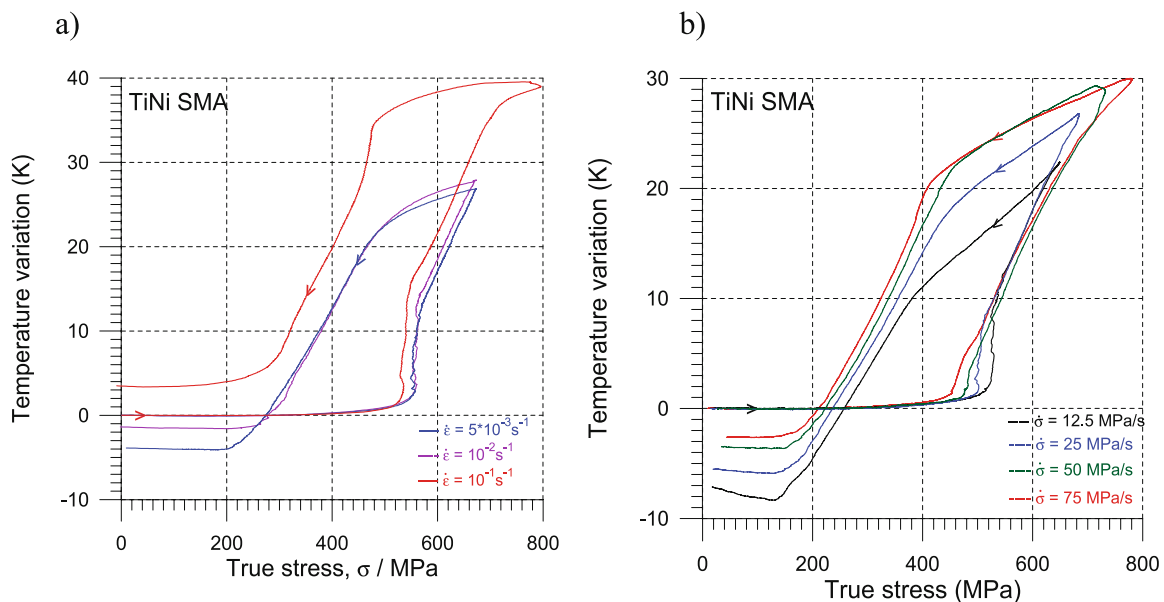 a)
TiNi SMA
Temperature variation (K)
40
30
20
10
0
-10
0 200 400 600 800
True stress, σ / MPa
ε̇ = 5*10⁻³s⁻¹
ε̇ = 10⁻²s⁻¹
ε̇ = 10⁻¹s⁻¹
b)
TiNi SMA
Temperature variation (K)
30
20
10
0
-10
0 200 400 600 800
True stress (MPa)
σ̇ = 12.5 MPa/s
σ̇ = 25 MPa/s
σ̇ = 50 MPa/s
σ̇ = 75 MPa/s